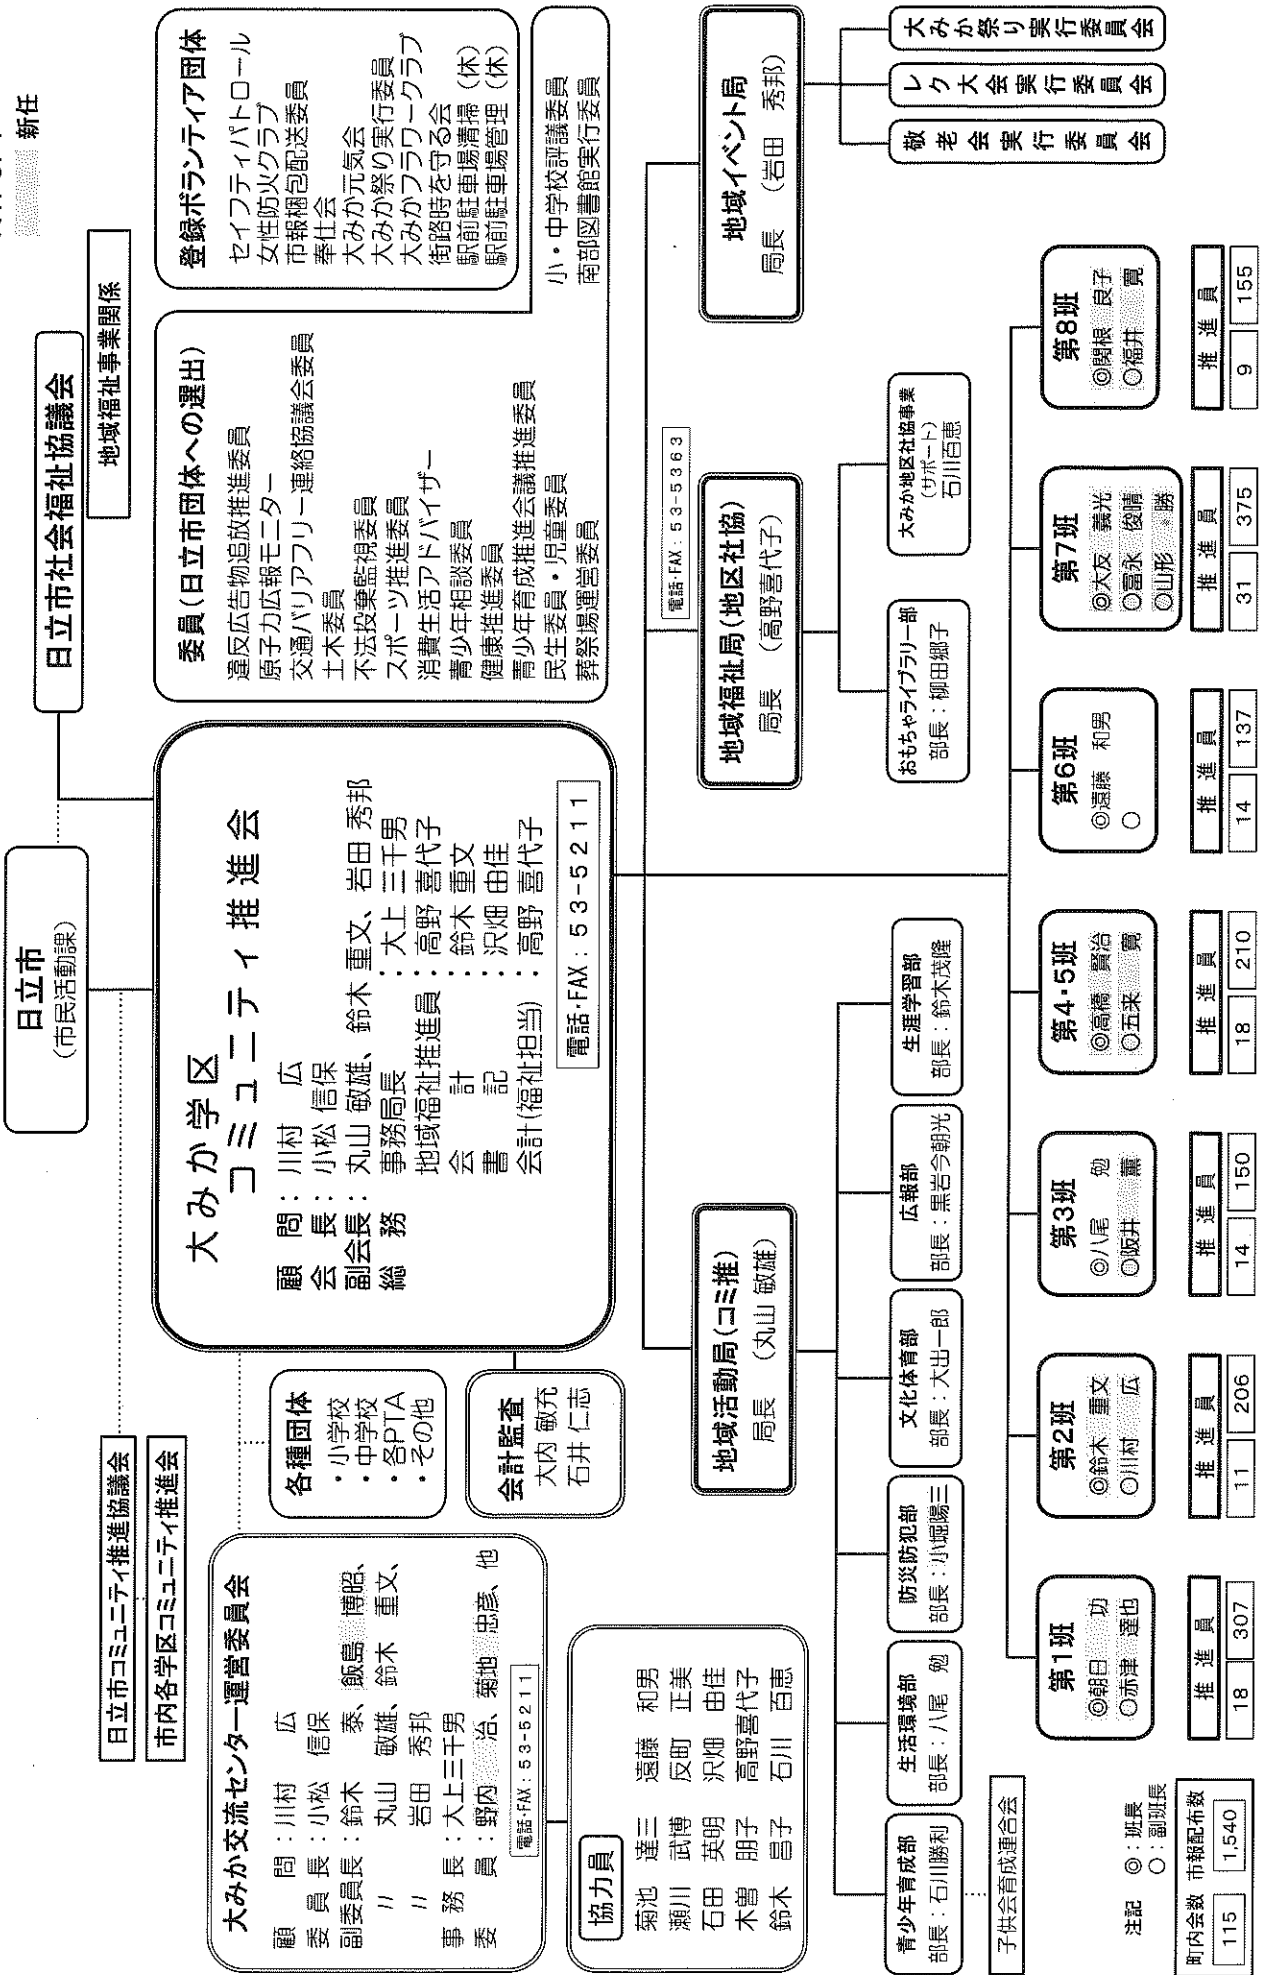 新任
日立市
(市民活動課)
日立市社会福祉協議会
地域福祉事業関係
日立市コミュニティ推進協議会
市内各学区コミュニティ推進会
大みか学区
コミュニティ推進会
顧問:川村 広
会長:小松 信保
副会長:丸山 敏雄、鈴木 重文、岩田 秀邦
総務 事務局長:大上 三千男
地域福祉推進員:高野 喜代子
会計:鈴木 重文
書記:沢畑 由佳
会計(福祉担当):高野 喜代子
電話・FAX:53-5211
委員(日立市団体への選出)
違反広告物追放推進委員
原子力広報モニター
交通バリアフリー連絡協議会委員
土木委員
不法投棄監視委員
スポーツ推進委員
消費生活アドバイザー
青少年相談委員
健康推進委員
青少年育成推進会議推進委員
民生委員・児童委員
葬祭場運営委員
小・中学校評議委員
南部図書館実行委員
登録ボランティア団体
セイフティパトロール
女性防火クラブ
市報梱包配送委員
奉仕会
大みか元気会
大みか祭り実行委員
大みかフラワークラブ
街路時を守る会
駅前駐車場清掃(休)
駅前駐車場管理(休)
各種団体
・小学校
・中学校
・各PTA
・その他
会計監査
大内 敏充
石井 仁志
大みか交流センター運営委員会
顧問:川村 広
委員長:小松 信保
副委員長:鈴木 泰、飯島 博昭、
〃 丸山 敏雄、鈴木 重文、
〃 岩田 秀邦
事務長:大上三千男
委員:野内 治、菊地 忠彦、他
電話・FAX:53-5211
協力員
菊池 達三 遠藤 和男
瀬川 武博 反町 正美
石田 英明 沢畑 由佳
木曽 朋子 高野喜代子
鈴木 昌子 石川 百恵
地域活動局(コミ推)
局長 (丸山 敏雄)
地域福祉局(地区社協)
局長 (高野喜代子)
電話・FAX:53-5363
地域イベント局
局長 (岩田 秀邦)
青少年育成部
部長:石川勝利
子供会育成連合会
生活環境部
部長:八尾 勉
防災防犯部
部長:小堀陽三
文化体育部
部長:大出一郎
広報部
部長:黒岩今朝光
生涯学習部
部長:鈴木茂隆
おもちゃライブラリー部
部長:柳田郷子
大みか地区社協事業
(サポート)
石川百恵
敬老会実行委員会
レク大会実行委員会
大みか祭り実行委員会
第1班
◎朝日 功
○赤津 達也
推進員
18 307
第2班
◎鈴木 重文
○川村 広
推進員
11 206
第3班
◎八尾 勉
○阪井 薫
推進員
14 150
第4・5班
◎高橋 賢治
○五来 寛
推進員
18 210
第6班
◎遠藤 和男
○
推進員
14 137
第7班
◎大友 義光
○富永 俊晴
○山形 勝
推進員
31 375
第8班
◎関根 良子
○福井 寛
推進員
9 155
注記 ◎:班長
○:副班長
町内会数 市報配布数
115 1,540